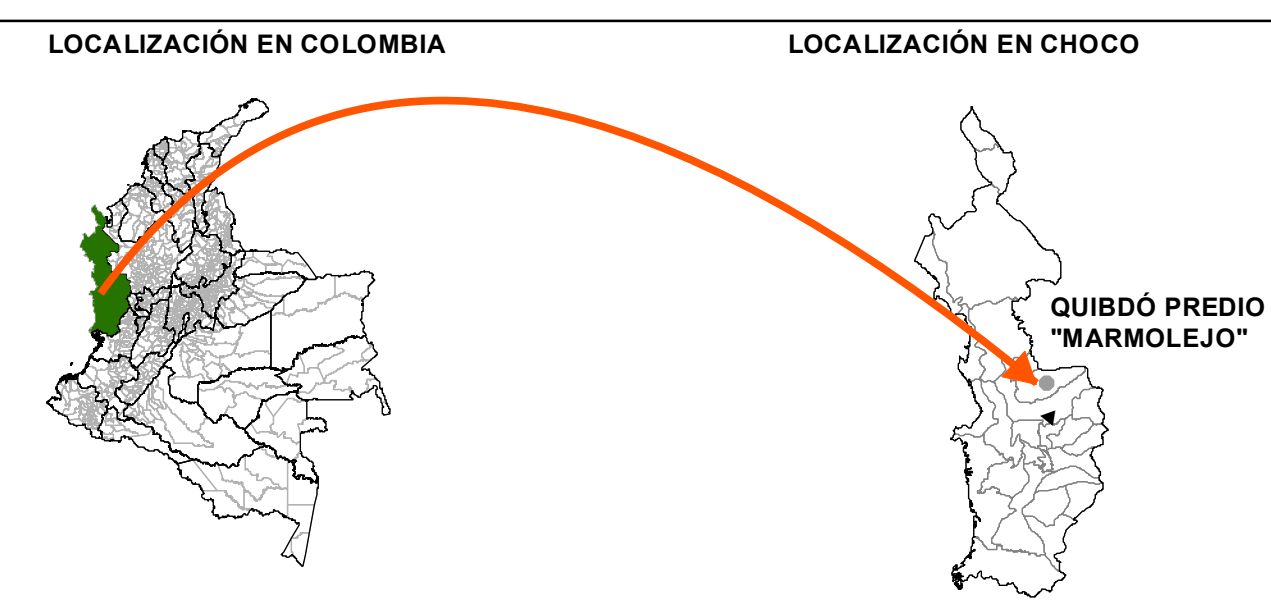 LOCALIZACIÓN EN COLOMBIA
LOCALIZACIÓN EN CHOCO
QUIBDÓ PREDIO
"MARMOLEJO"